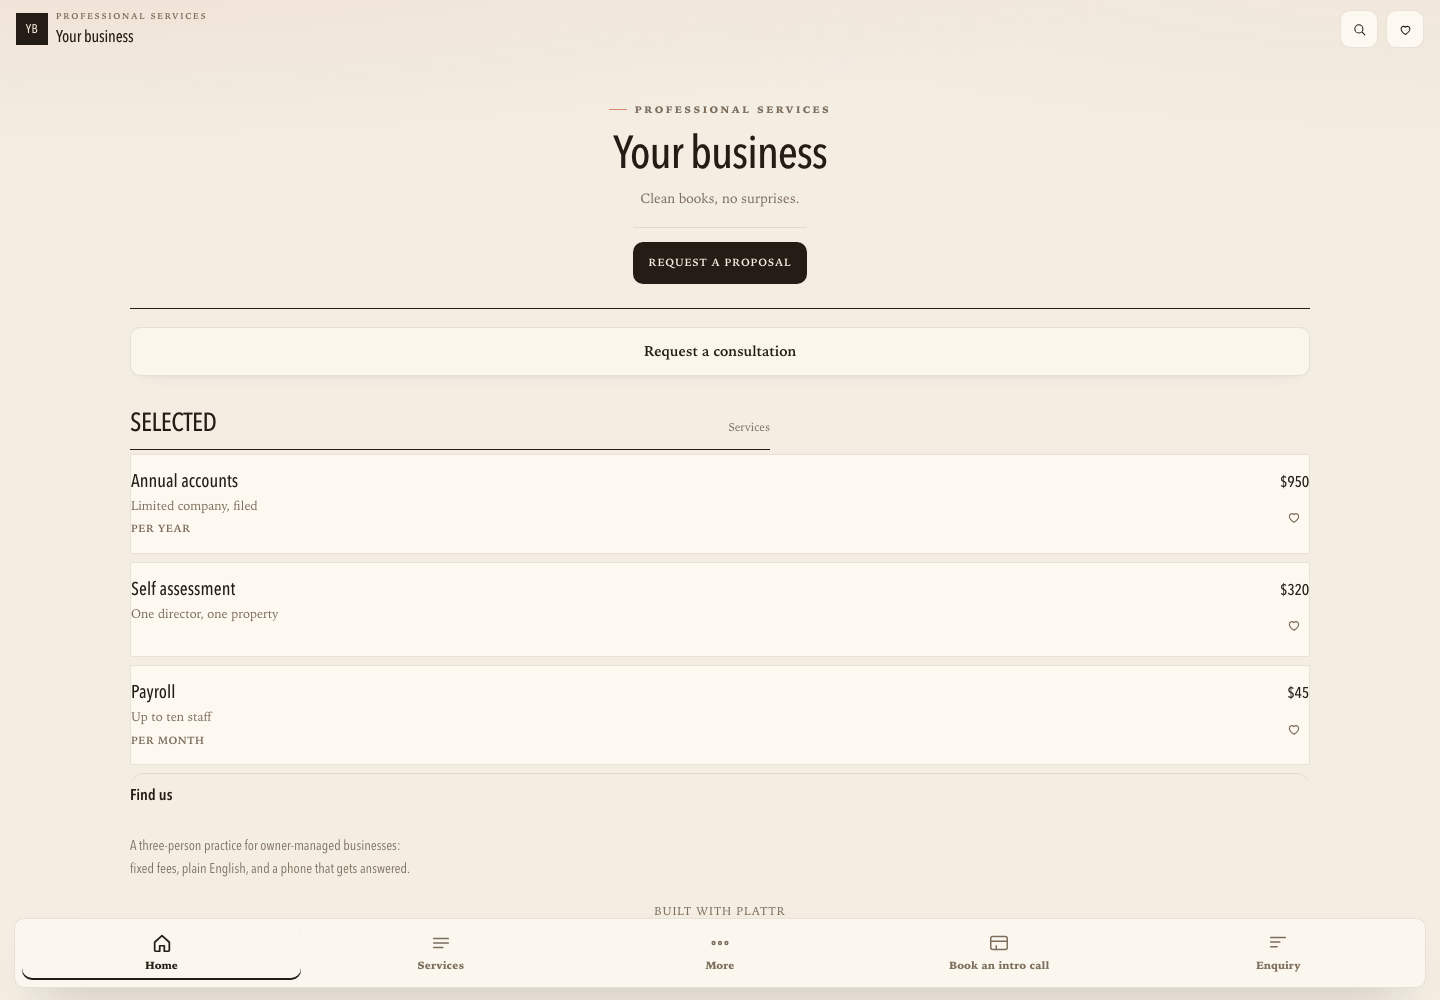 YB
PROFESSIONAL SERVICES
Your business
PROFESSIONAL SERVICES
Your business
Clean books, no surprises.
REQUEST A PROPOSAL
Request a consultation
SELECTED
Services
Annual accounts
$950
Limited company, filed
PER YEAR
Self assessment
$320
One director, one property
Payroll
$45
Up to ten staff
PER MONTH
Find us
A three-person practice for owner-managed businesses:
fixed fees, plain English, and a phone that gets answered.
BUILT WITH PLATTR
Home
Services
More
Book an intro call
Enquiry